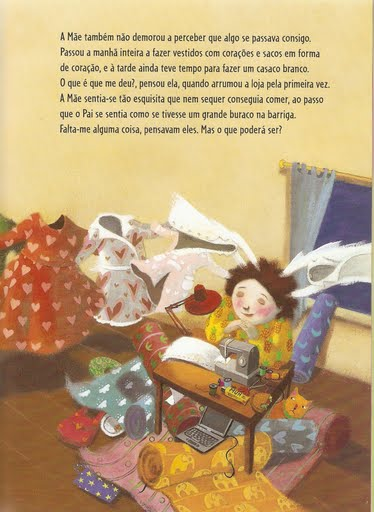 A Mãe também não demorou a perceber que algo se passava consigo.
Passou a manhã inteira a fazer vestidos com corações e sacos em forma
de coração, e à tarde ainda teve tempo para fazer um casaco branco.
O que é que me deu?, pensou ela, quando arrumou a loja pela primeira vez.
A Mãe sentia-se tão esquisita que nem sequer conseguia comer, ao passo
que o Pai se sentia como se tivesse um grande buraco na barriga.
Falta-me alguma coisa, pensavam eles. Mas o que poderá ser?